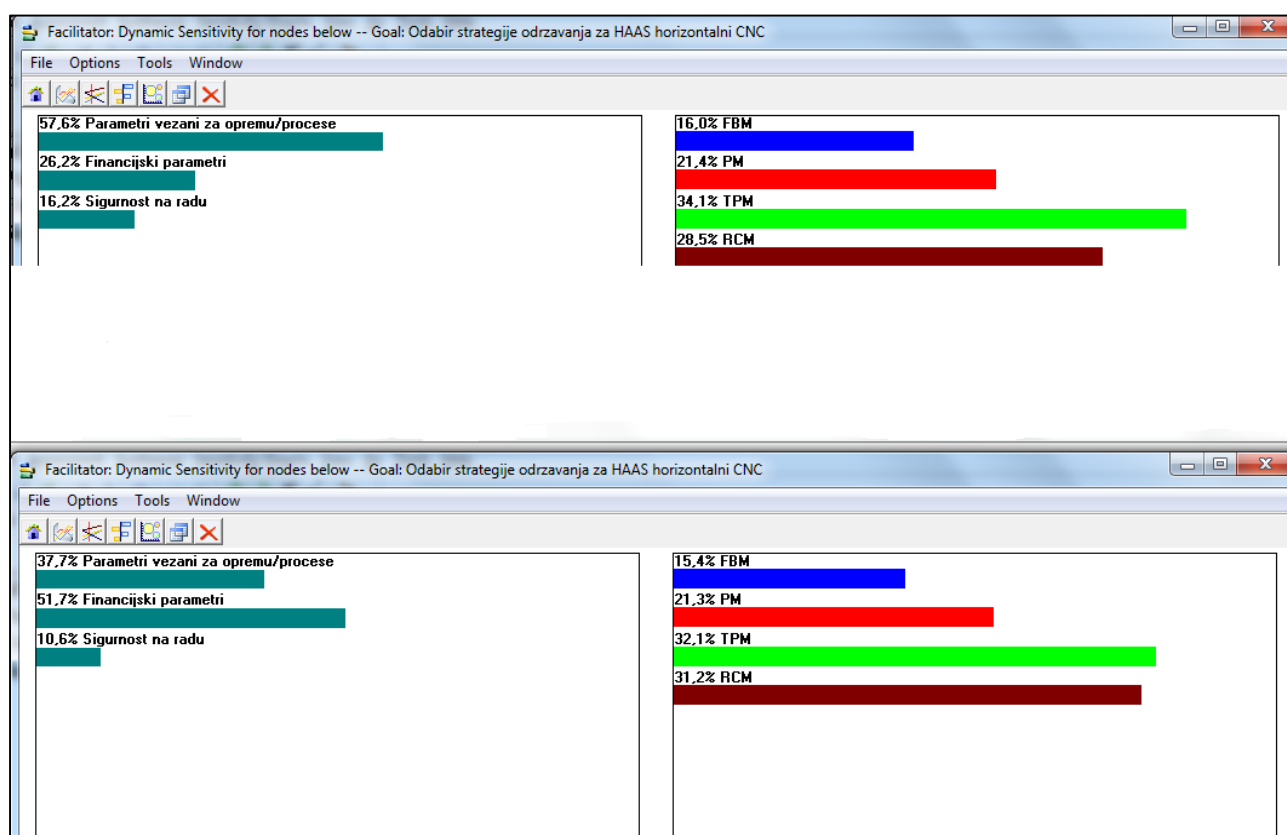 Facilitator: Dynamic Sensitivity for nodes below -- Goal: Odabir strategije odrzavanja za HAAS horizontalni CNC
File Options Tools Window
57,6% Parametri vezani za opremu/procese
26,2% Financijski parametri
16,2% Sigurnost na radu
16,0% FBM
21,4% PM
34,1% TPM
28,5% RCM
Facilitator: Dynamic Sensitivity for nodes below -- Goal: Odabir strategije odrzavanja za HAAS horizontalni CNC
File Options Tools Window
37,7% Parametri vezani za opremu/procese
51,7% Financijski parametri
10,6% Sigurnost na radu
15,4% FBM
21,3% PM
32,1% TPM
31,2% RCM